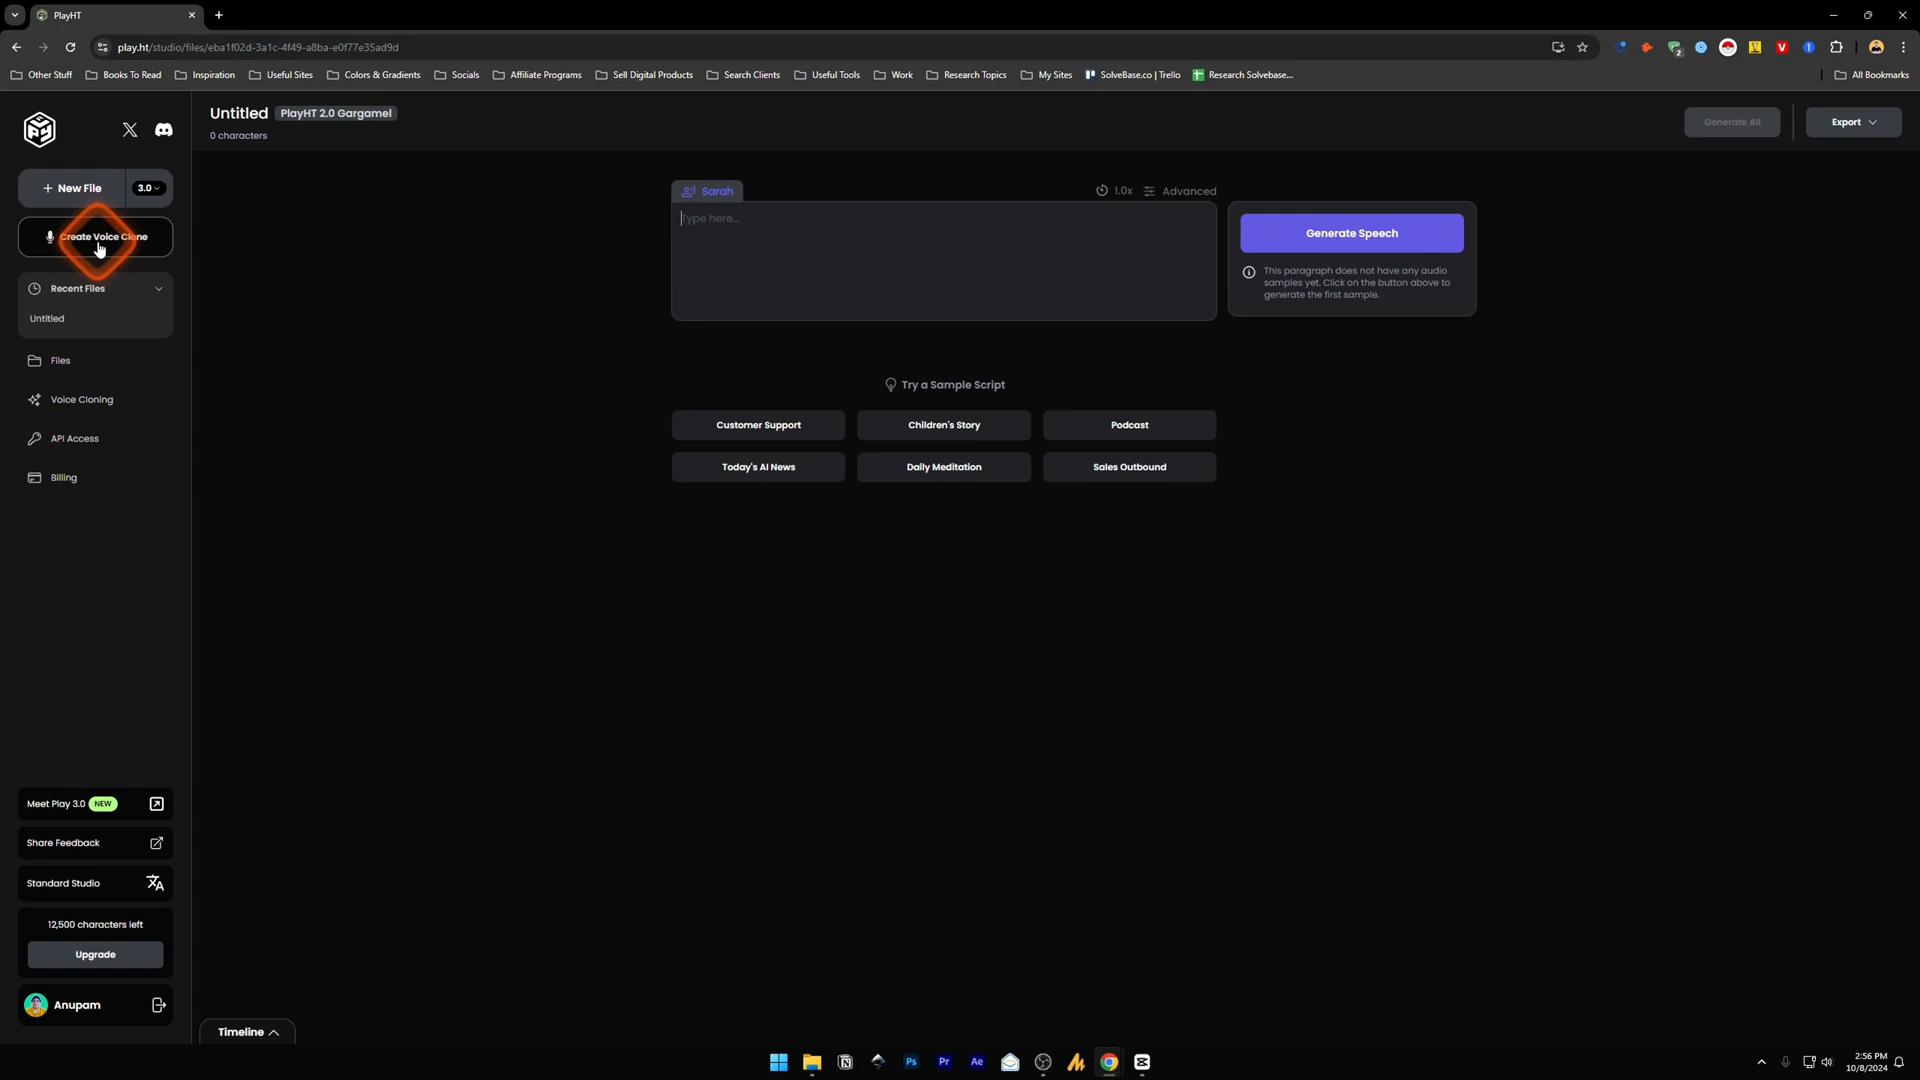 PlayHT
play.ht/studio/files/eba1f02d-3a1c-4f49-a8ba-e0f77e35ad9d
Other Stuff
Books To Read
Inspiration
Useful Sites
Colors & Gradients
Socials
Affiliate Programs
Sell Digital Products
Search Clients
Useful Tools
Work
Research Topics
My Sites
SolveBase.co | Trello
Research Solvebase...
All Bookmarks
Untitled PlayHT 2.0 Gargamel
0 characters
Generate All
Export
New File 3.0
Create Voice Clone
Recent Files
Untitled
Files
Voice Cloning
API Access
Billing
Sarah
1.0x Advanced
Type here...
Generate Speech
This paragraph does not have any audio
samples yet. Click on the button above to
generate the first sample.
Try a Sample Script
Customer Support
Children's Story
Podcast
Today's AI News
Daily Meditation
Sales Outbound
Meet Play 3.0 NEW
Share Feedback
Standard Studio
12,500 characters left
Upgrade
Anupam
Timeline
Ps
Pr
Ae
2:56 PM
10/8/2024